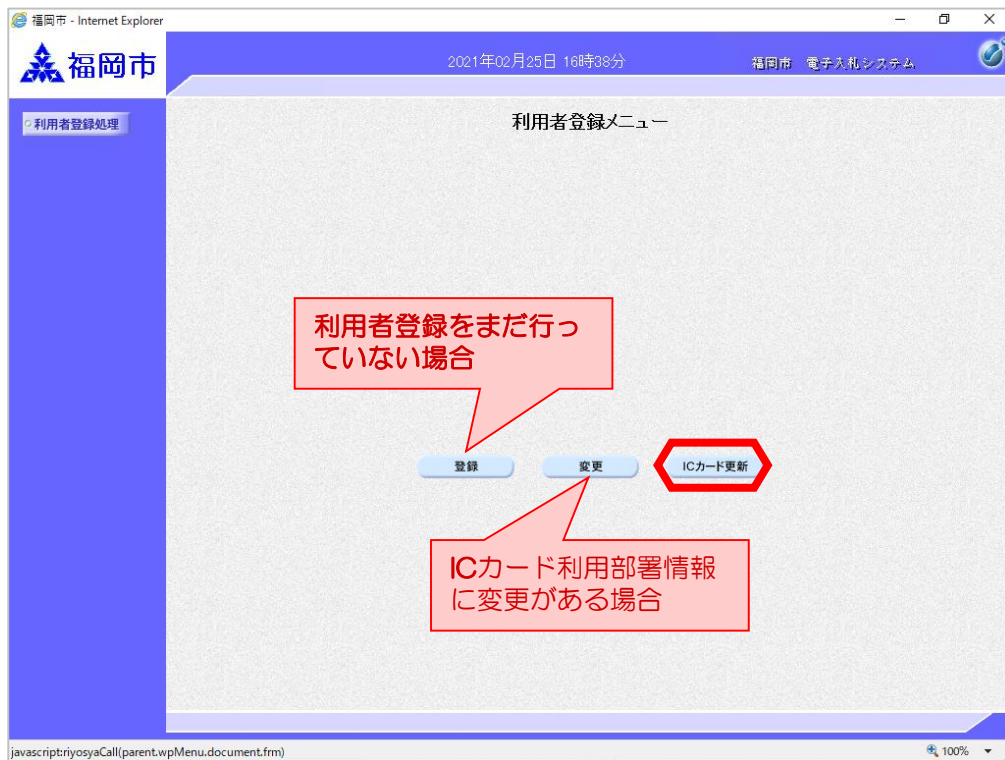 福岡市 - Internet Explorer
福岡市
2021年02月25日 16時38分
福岡市 電子入札システム
利用者登録処理
利用者登録メニュー
利用者登録をまだ行っ
ていない場合
登録
変更
ICカード更新
ICカード利用部署情報
に変更がある場合
javascript:riyosyaCall(parent.wpMenu.document.frm)
100%